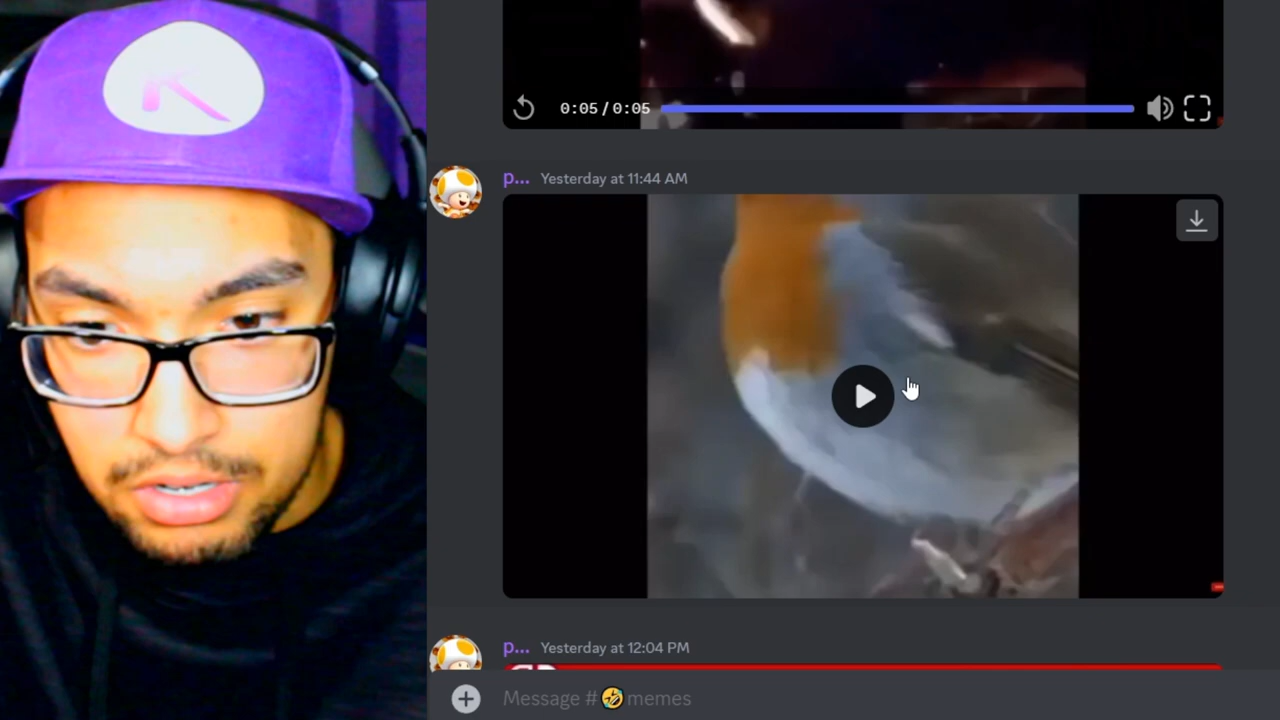 0:05 / 0:05
p... Yesterday at 11:44 AM
p... Yesterday at 12:04 PM
Message # 🤣 memes